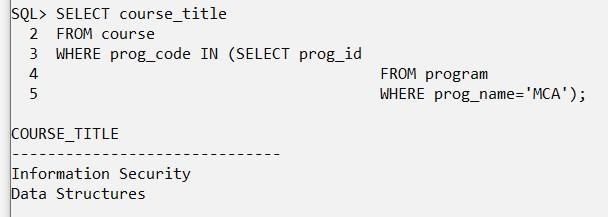 SQL> SELECT course_title
  2  FROM course
  3  WHERE prog_code IN (SELECT prog_id
  4                                         FROM program
  5                                         WHERE prog_name='MCA');

COURSE_TITLE
------------------------------
Information Security
Data Structures